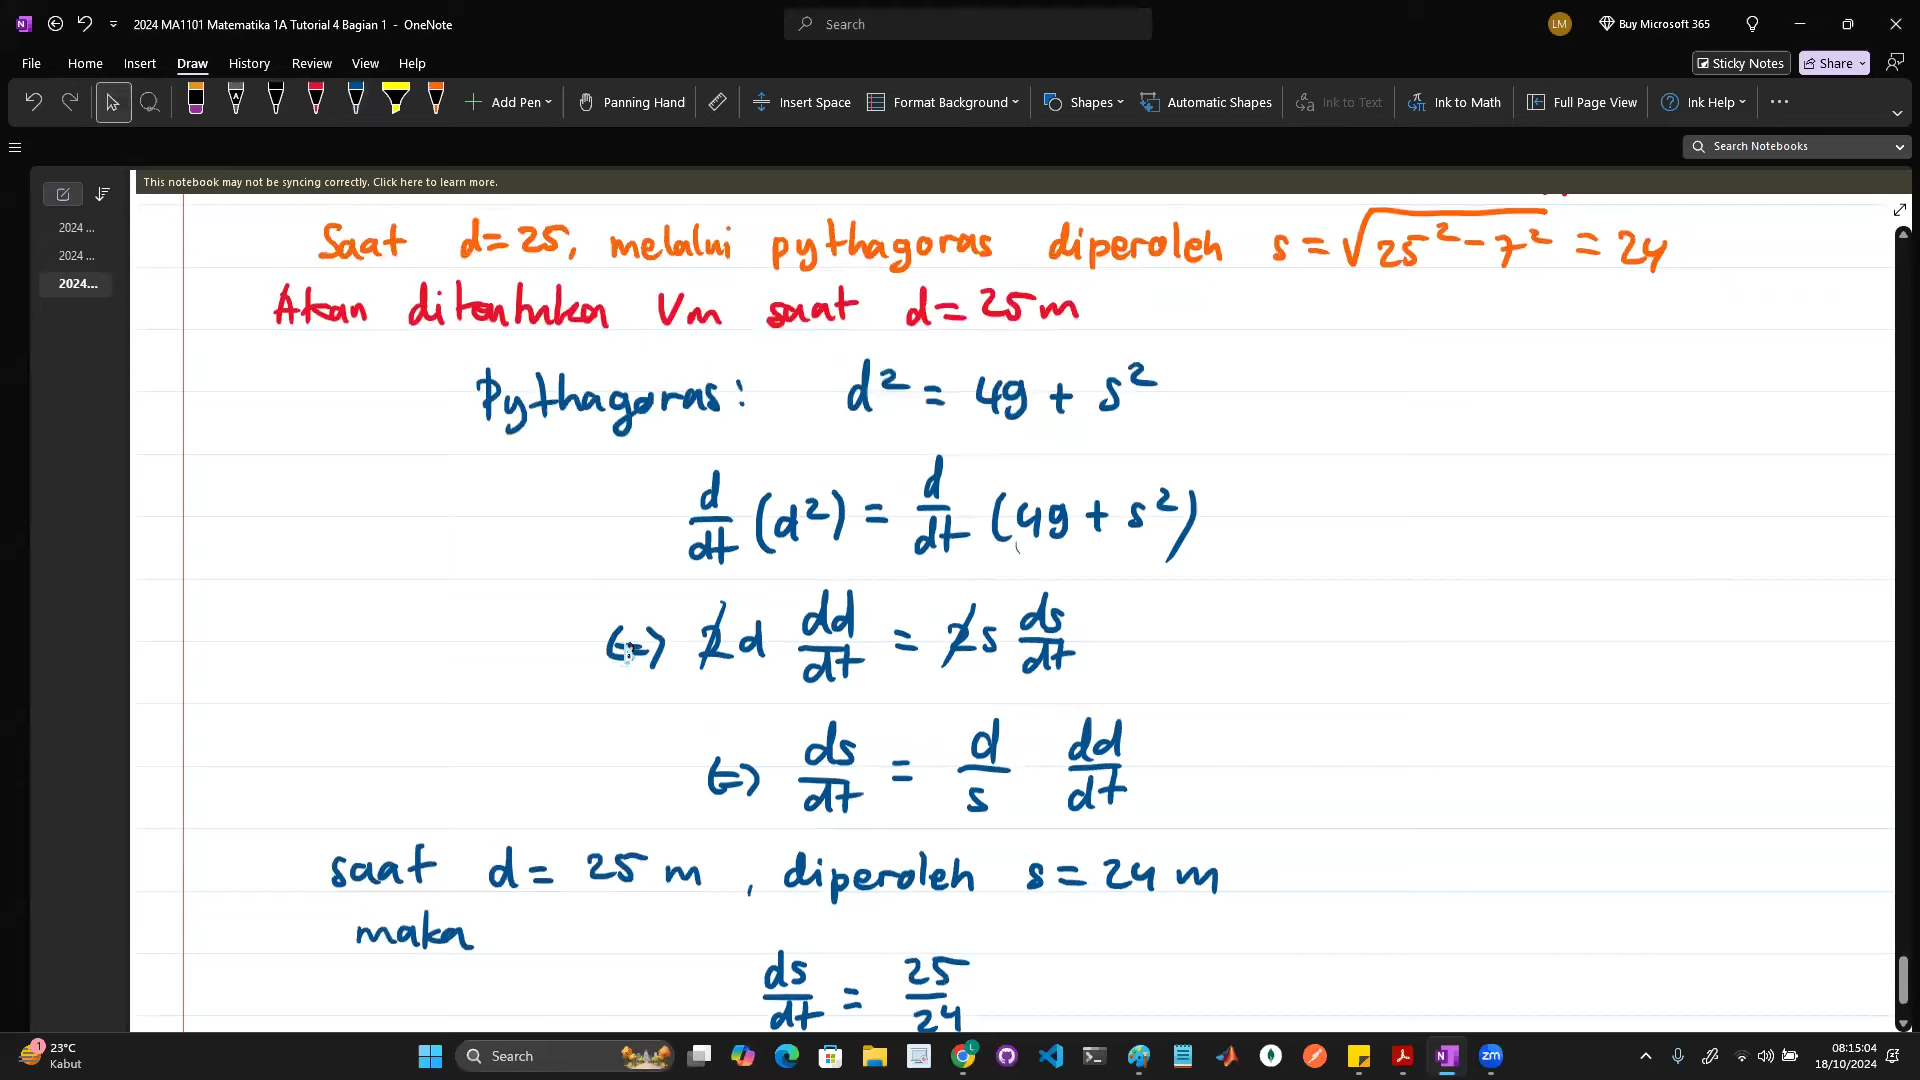 2024 MA1101 Matematika 1A Tutorial 4 Bagian 1 - OneNote
Search
LM
Buy Microsoft 365
File Home Insert Draw History Review View Help
Sticky Notes
Share
Add Pen
Panning Hand
Insert Space
Format Background
Shapes
Automatic Shapes
Ink to Text
Ink to Math
Full Page View
Ink Help
Search Notebooks
This notebook may not be syncing correctly. Click here to learn more.
2024 ...
2024 ...
2024...
Saat d=25, melalui pythagoras diperoleh s = √(25² - 7²) = 24
Akan ditentukan Vm saat d = 25 m
Pythagoras: d² = 49 + s²
d/dt (d²) = d/dt (49 + s²)
⇔ 2d dd/dt = 2s ds/dt
⇔ ds/dt = d/s dd/dt
saat d = 25 m, diperoleh s = 24 m
maka
ds/dt = 25/24
1
23°C
Kabut
Search
L
zm
08:15:04
18/10/2024